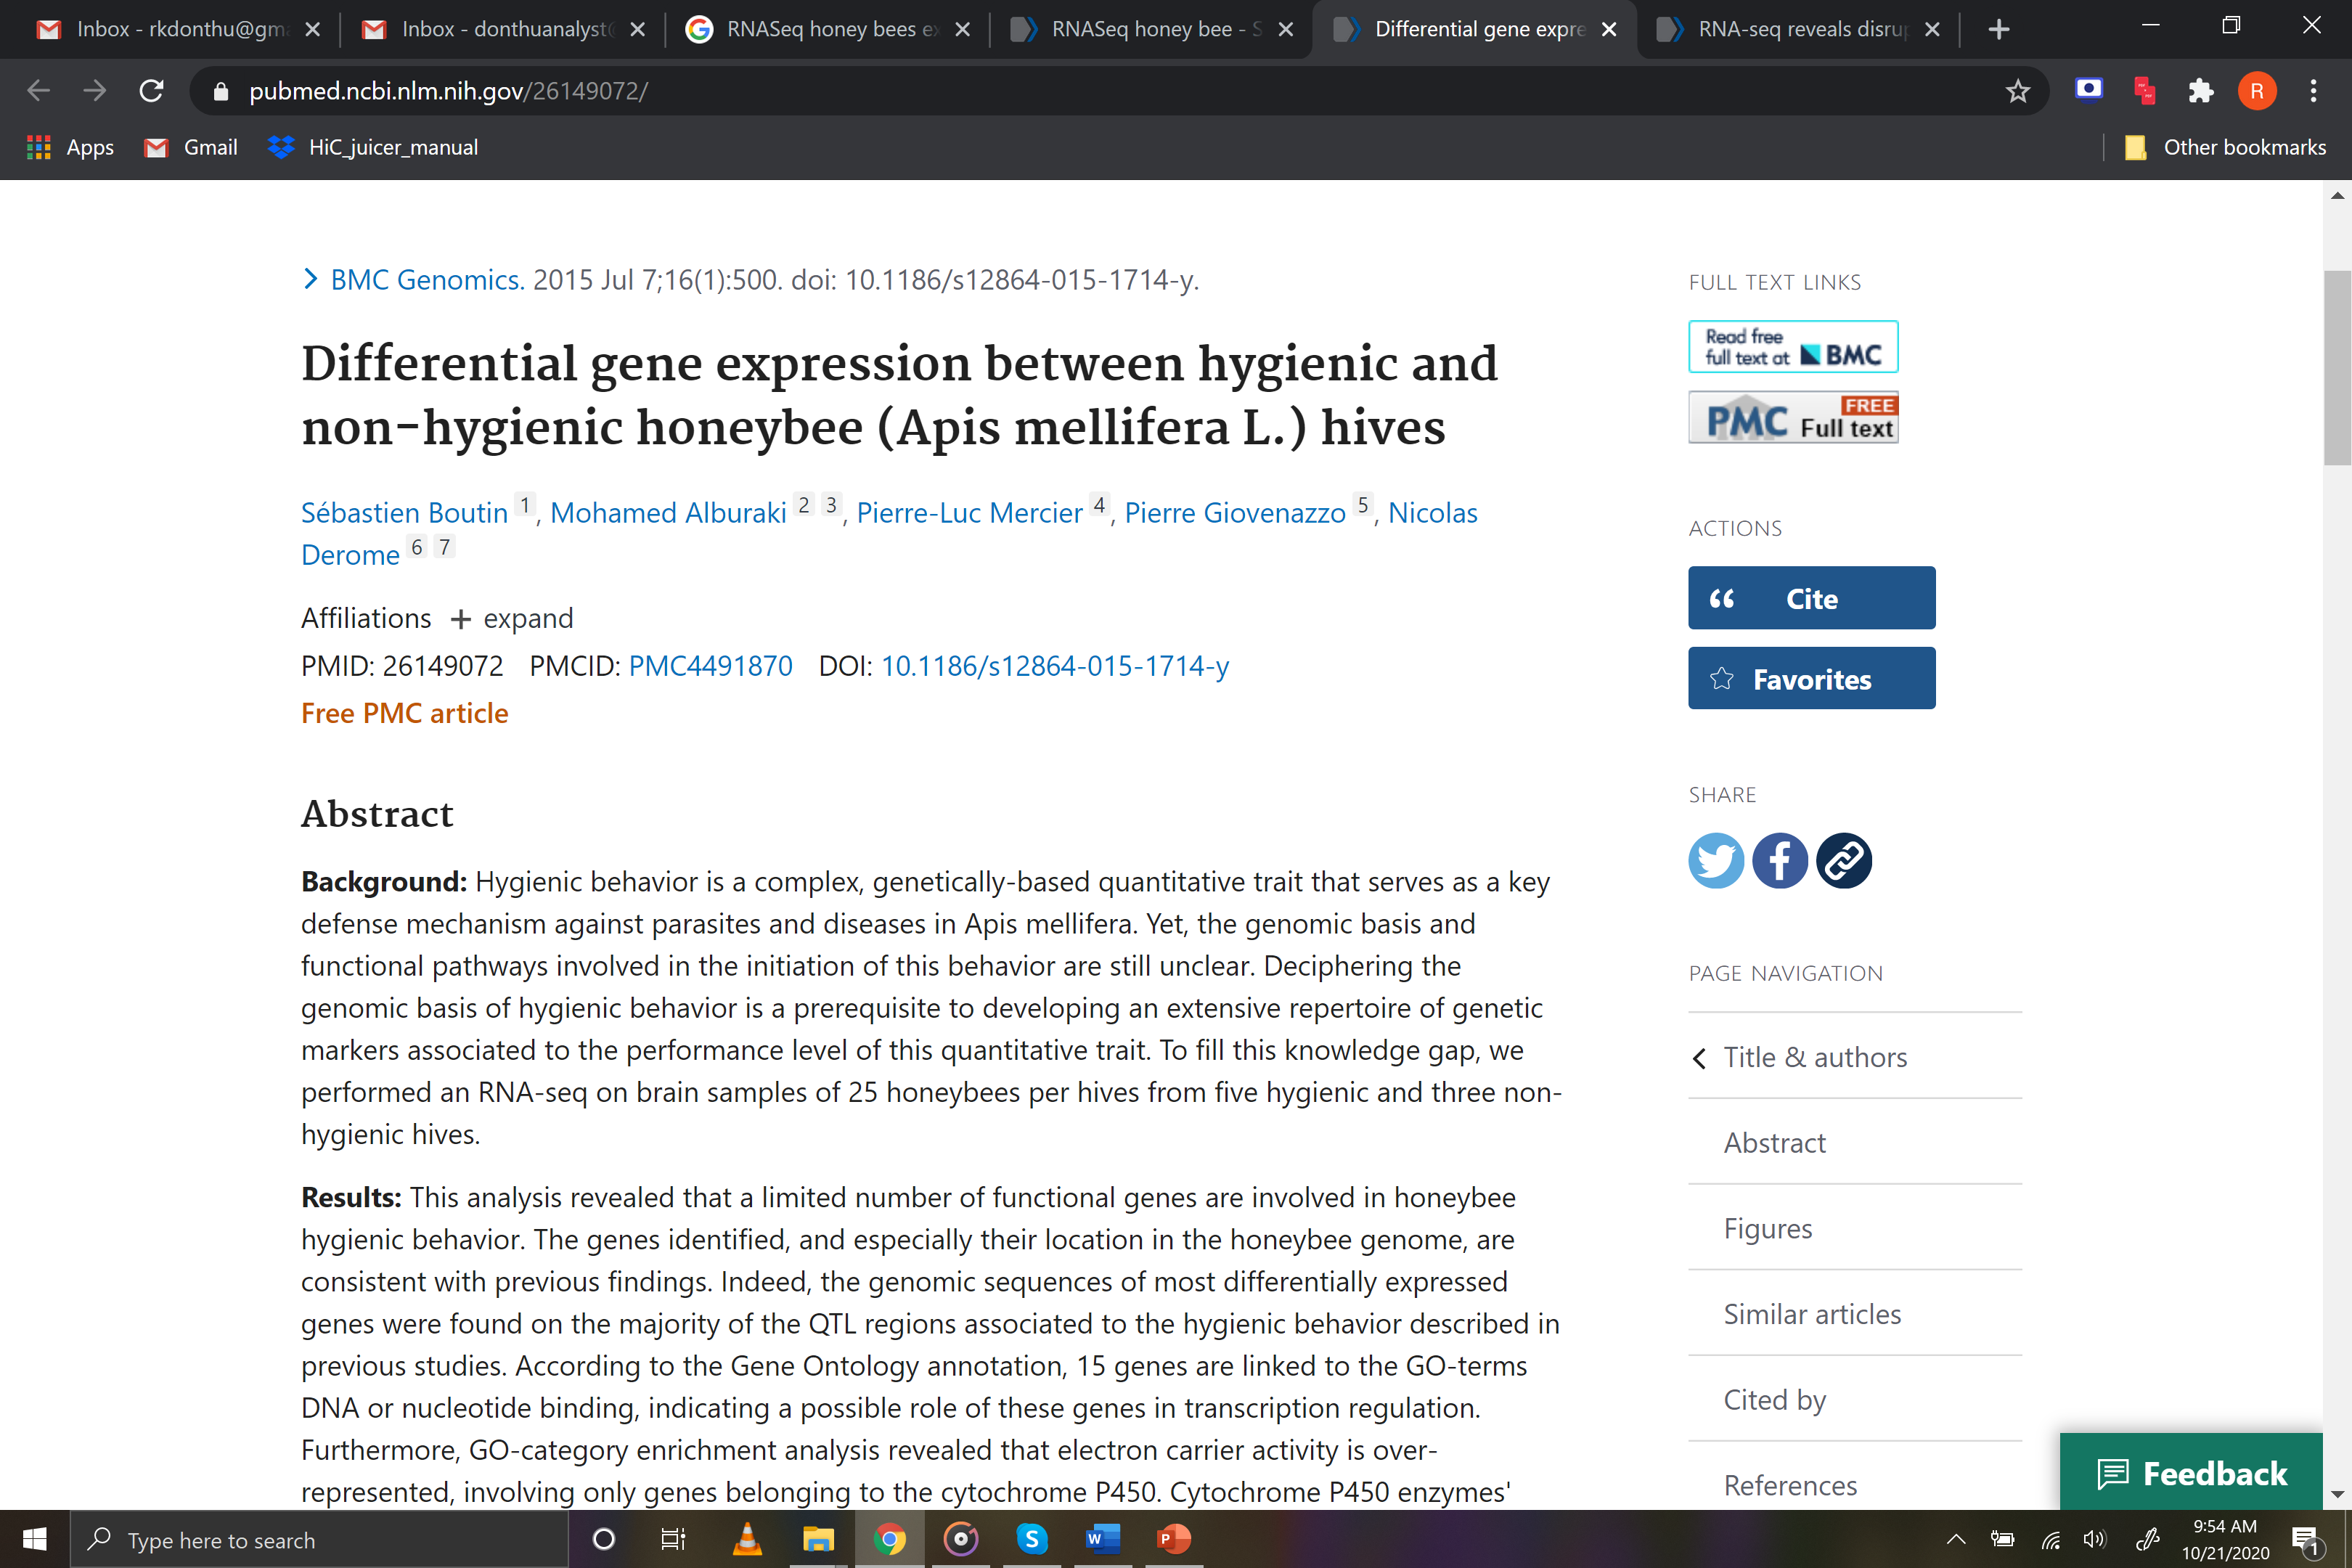 Inbox - rkdonthu@gma
Inbox - donthuanalyst
RNASeq honey bees ex
RNASeq honey bee - S
Differential gene expre
RNA-seq reveals disru
pubmed.ncbi.nlm.nih.gov/26149072/
R
Apps
Gmail
HiC_juicer_manual
Other bookmarks
BMC Genomics. 2015 Jul 7;16(1):500. doi: 10.1186/s12864-015-1714-y.
Differential gene expression between hygienic and
non-hygienic honeybee (Apis mellifera L.) hives
Sébastien Boutin 1, Mohamed Alburaki 2 3, Pierre-Luc Mercier 4, Pierre Giovenazzo 5, Nicolas
Derome 6 7
Affiliations + expand
PMID: 26149072 PMCID: PMC4491870 DOI: 10.1186/s12864-015-1714-y
Free PMC article
Abstract
Background: Hygienic behavior is a complex, genetically-based quantitative trait that serves as a key
defense mechanism against parasites and diseases in Apis mellifera. Yet, the genomic basis and
functional pathways involved in the initiation of this behavior are still unclear. Deciphering the
genomic basis of hygienic behavior is a prerequisite to developing an extensive repertoire of genetic
markers associated to the performance level of this quantitative trait. To fill this knowledge gap, we
performed an RNA-seq on brain samples of 25 honeybees per hives from five hygienic and three non-
hygienic hives.
Results: This analysis revealed that a limited number of functional genes are involved in honeybee
hygienic behavior. The genes identified, and especially their location in the honeybee genome, are
consistent with previous findings. Indeed, the genomic sequences of most differentially expressed
genes were found on the majority of the QTL regions associated to the hygienic behavior described in
previous studies. According to the Gene Ontology annotation, 15 genes are linked to the GO-terms
DNA or nucleotide binding, indicating a possible role of these genes in transcription regulation.
Furthermore, GO-category enrichment analysis revealed that electron carrier activity is over-
represented, involving only genes belonging to the cytochrome P450. Cytochrome P450 enzymes'
FULL TEXT LINKS
Read free
full text at BMC
PMC FREE
Full text
ACTIONS
Cite
Favorites
SHARE
PAGE NAVIGATION
Title & authors
Abstract
Figures
Similar articles
Cited by
References
Feedback
Type here to search
9:54 AM
10/21/2020
1